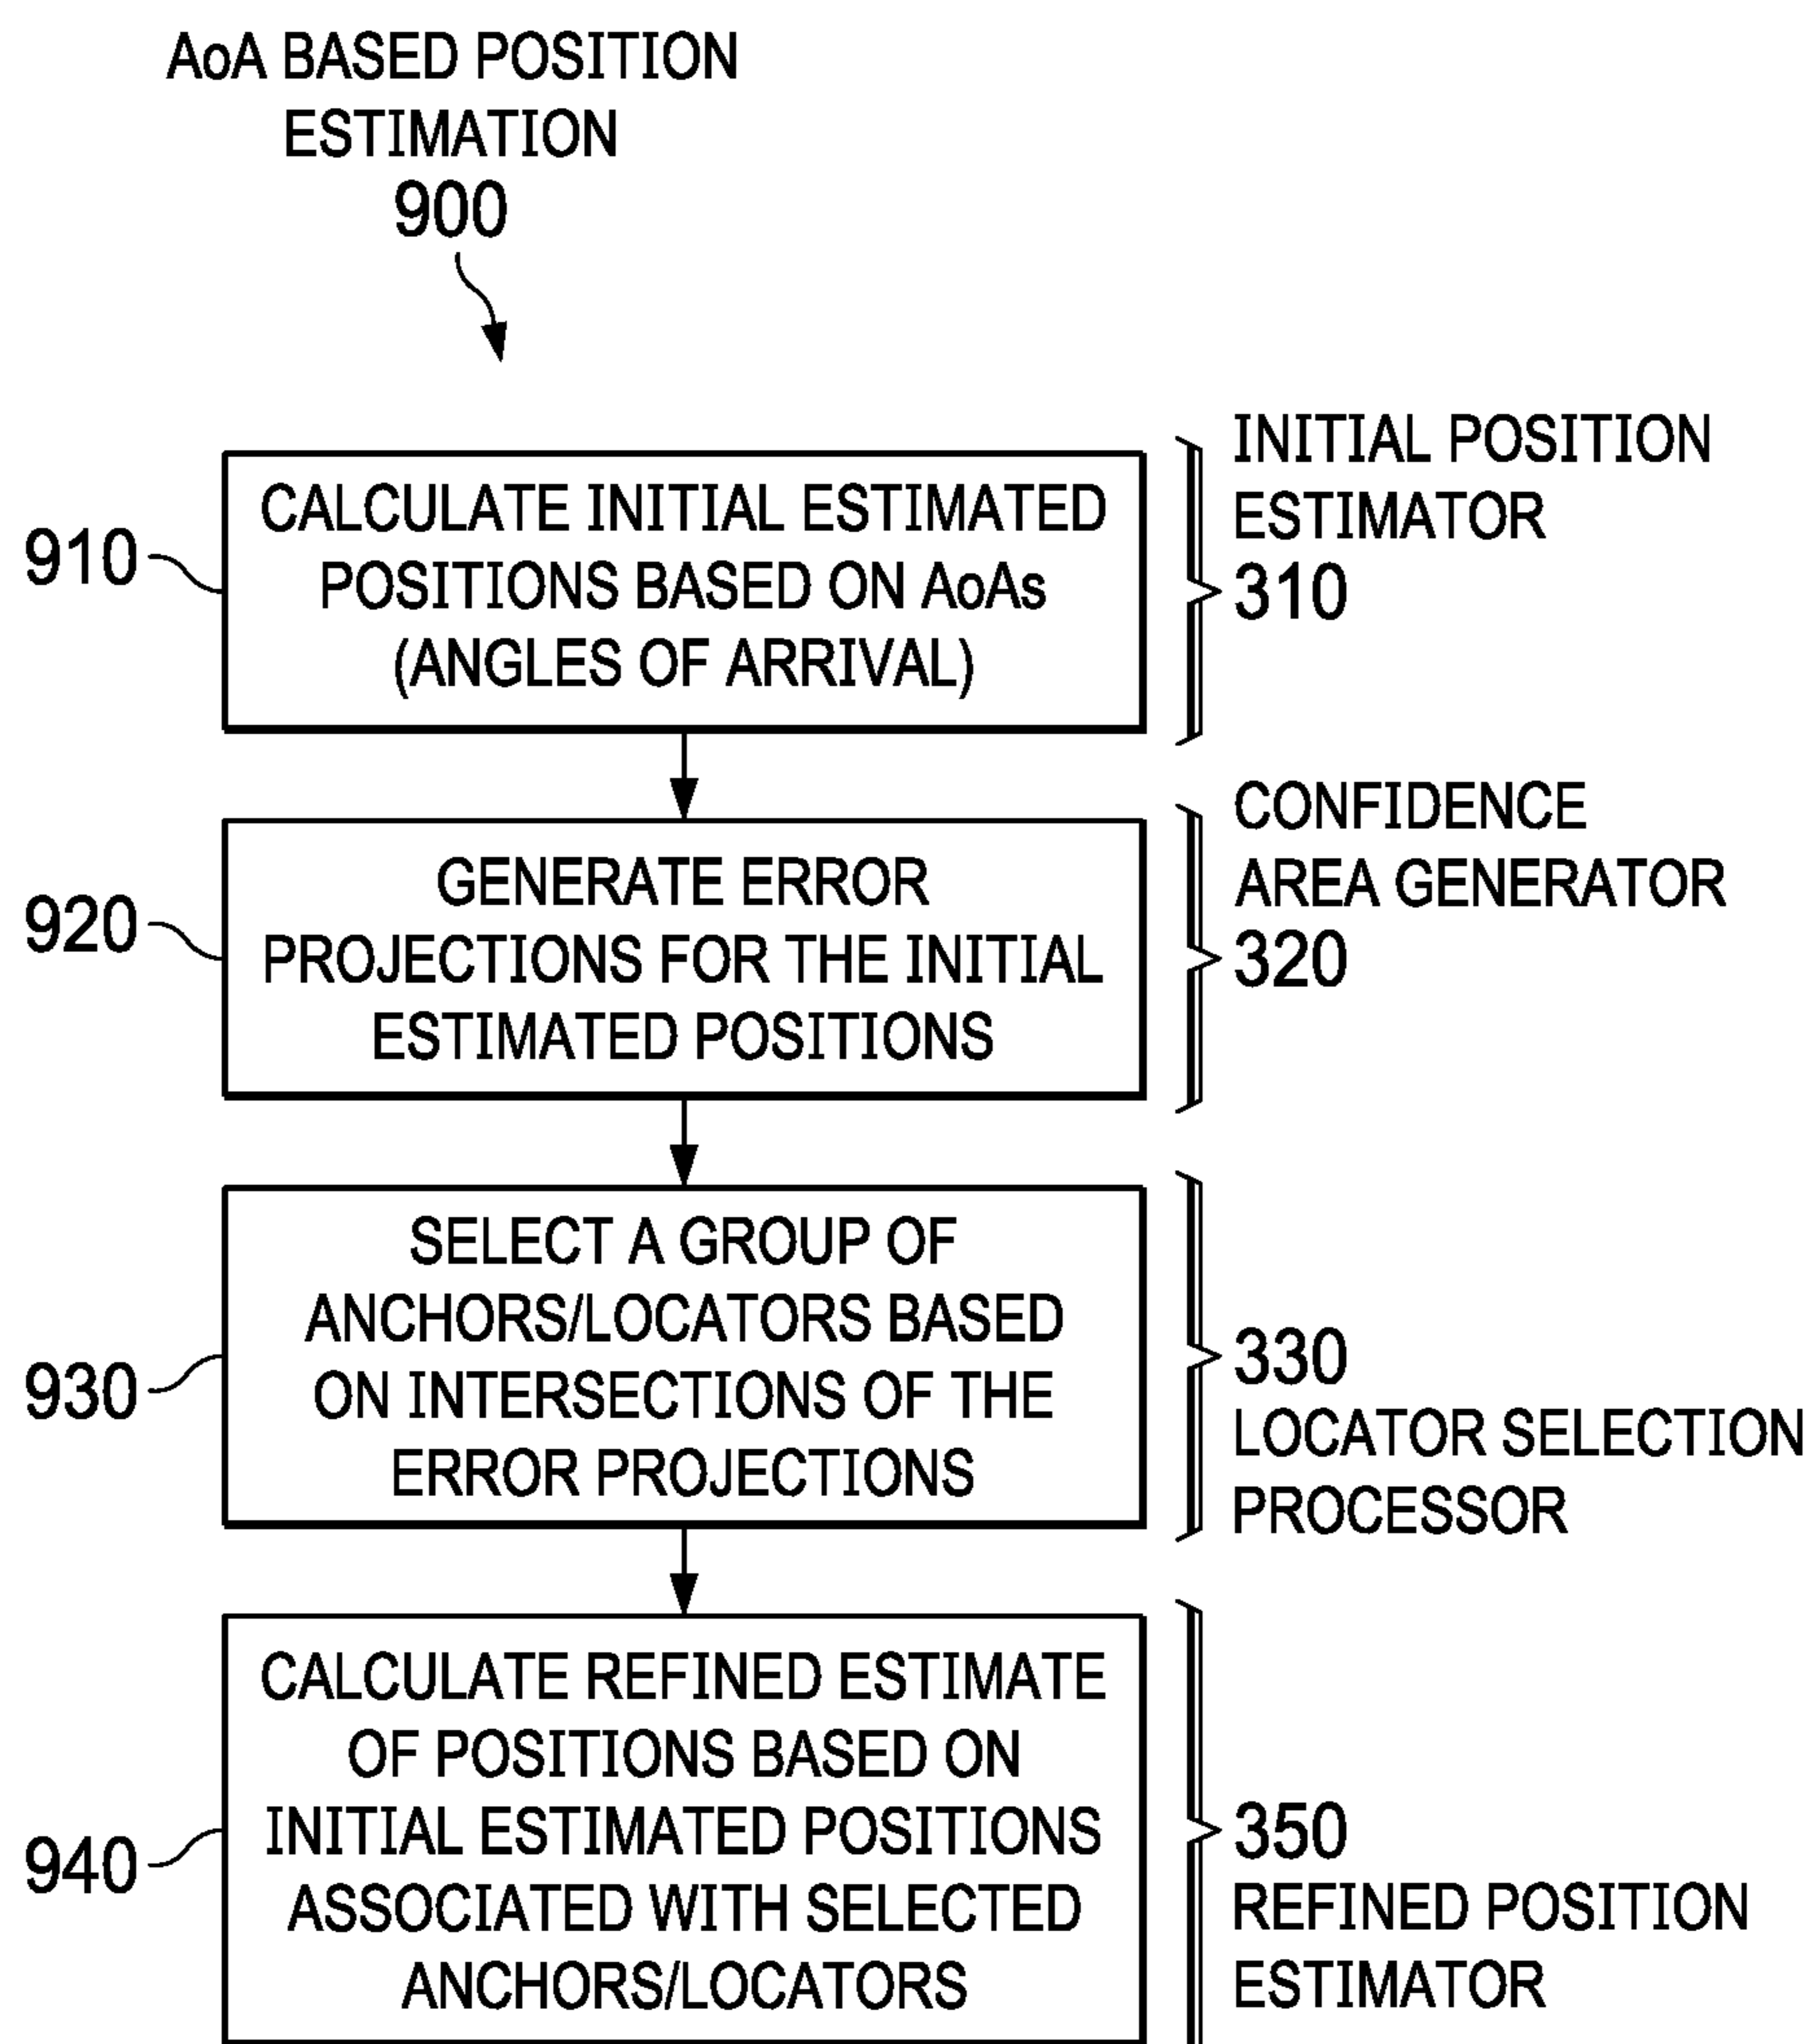 AoA BASED POSITION
ESTIMATION
900
910
CALCULATE INITIAL ESTIMATED
POSITIONS BASED ON AoAs
(ANGLES OF ARRIVAL)
INITIAL POSITION
ESTIMATOR
310
920
GENERATE ERROR
PROJECTIONS FOR THE INITIAL
ESTIMATED POSITIONS
CONFIDENCE
AREA GENERATOR
320
930
SELECT A GROUP OF
ANCHORS/LOCATORS BASED
ON INTERSECTIONS OF THE
ERROR PROJECTIONS
330
LOCATOR SELECTION
PROCESSOR
940
CALCULATE REFINED ESTIMATE
OF POSITIONS BASED ON
INITIAL ESTIMATED POSITIONS
ASSOCIATED WITH SELECTED
ANCHORS/LOCATORS
350
REFINED POSITION
ESTIMATOR